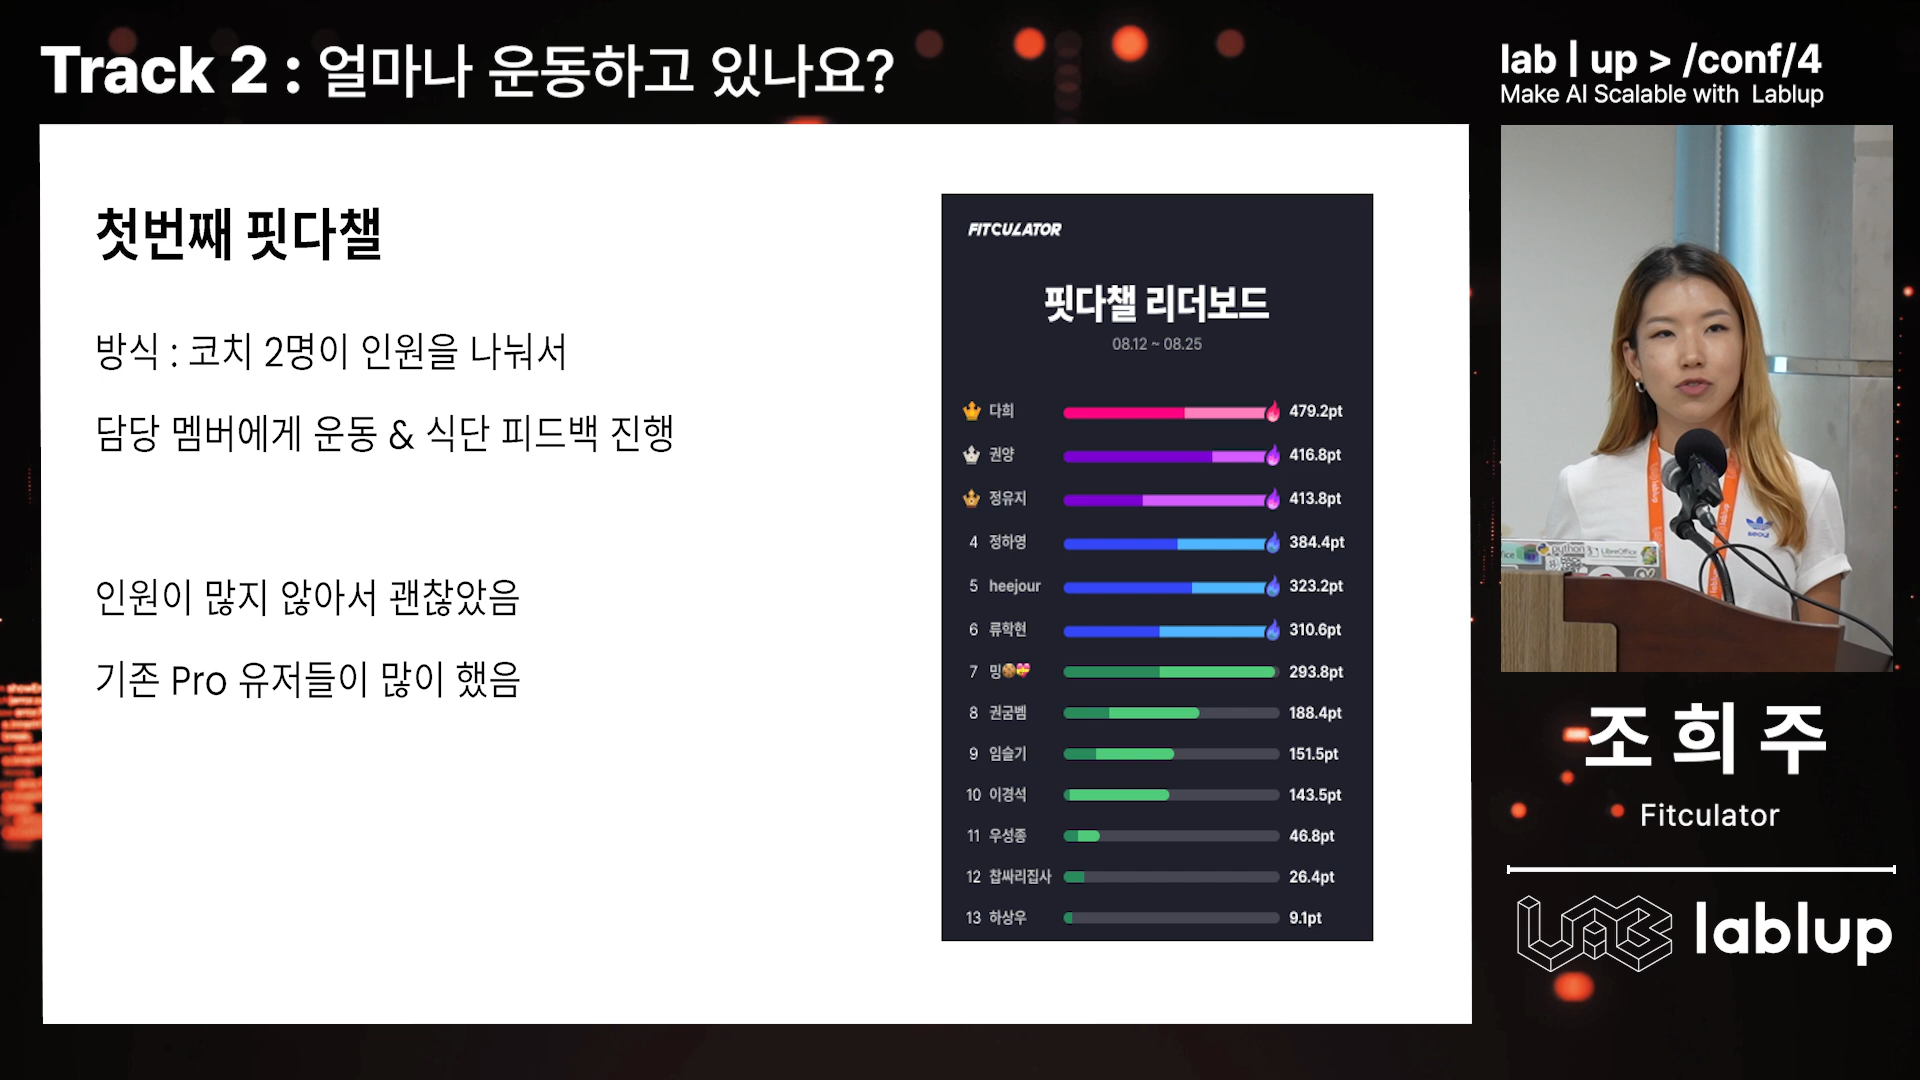 Track 2 : 얼마나 운동하고 있나요?
lab | up > /conf/4
Make AI Scalable with Lablup
첫번째 핏다챌
방식 : 코치 2명이 인원을 나눠서
담당 멤버에게 운동 & 식단 피드백 진행
인원이 많지 않아서 괜찮았음
기존 Pro 유저들이 많이 했음
FITCULATOR
핏다챌 리더보드
08.12 ~ 08.25
다희 479.2pt
권양 416.8pt
정유지 413.8pt
4 정하영 384.4pt
5 heejour 323.2pt
6 류학현 310.6pt
7 밍🍪💝 293.8pt
8 권굼벰 188.4pt
9 임슬기 151.5pt
10 이경석 143.5pt
11 우성종 46.8pt
12 찹싸리집사 26.4pt
13 하상우 9.1pt
lablup
seoul
python
LibreOffice
조희주
Fitculator
lablup